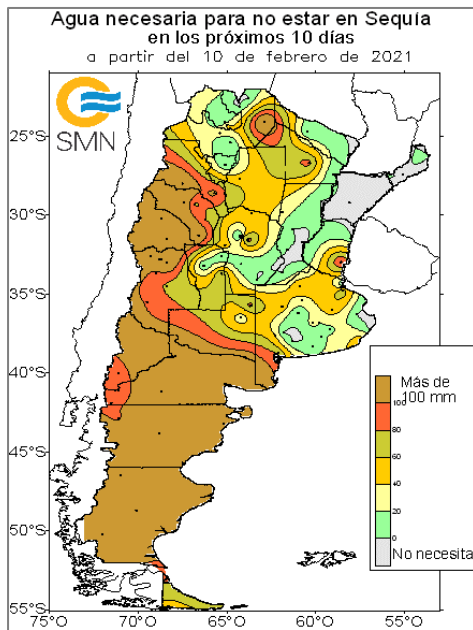 Agua necesaria para no estar en Sequía
en los próximos 10 días
a partir del 10 de febrero de 2021
SMN
25°S
30°S
35°S
40°S
45°S
50°S
55°S
75°O
70°O
65°O
60°O
55°O
Más de
100 mm
100
80
60
40
20
0
No necesita